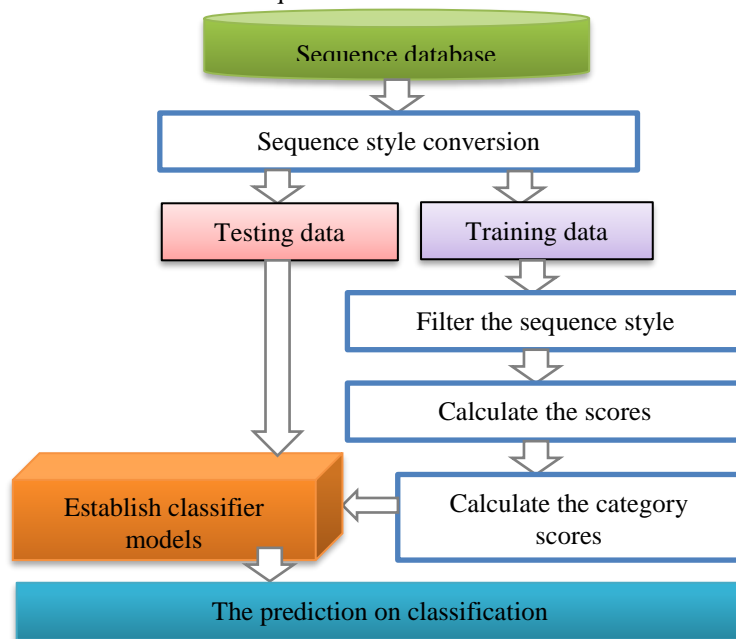 Sequence database
Sequence style conversion
Testing data
Training data
Filter the sequence style
Calculate the scores
Establish classifier
models
Calculate the category
scores
The prediction on classification